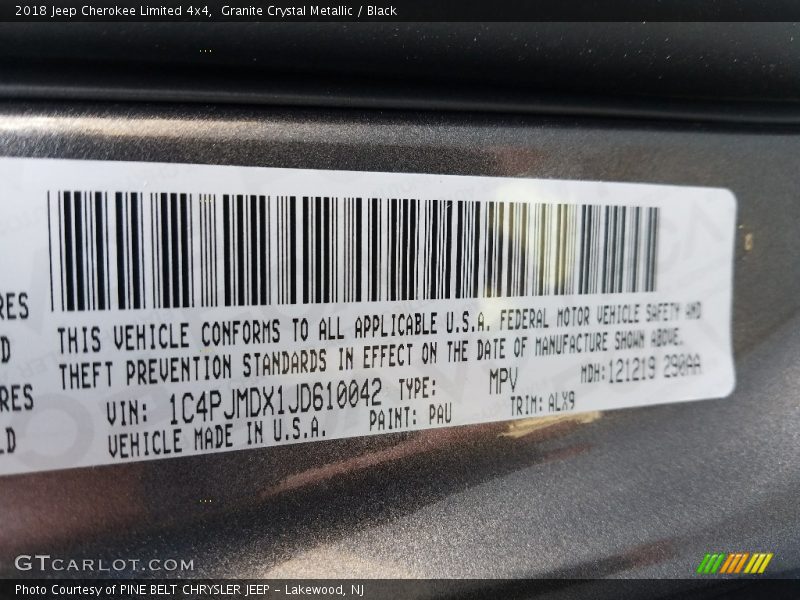 2018 Jeep Cherokee Limited 4x4,  Granite Crystal Metallic / Black
RES
D
RES
LD
THIS VEHICLE CONFORMS TO ALL APPLICABLE U.S.A. FEDERAL MOTOR VEHICLE SAFETY AND
THEFT PREVENTION STANDARDS IN EFFECT ON THE DATE OF MANUFACTURE SHOWN ABOVE.
VIN: 1C4PJMDX1JD610042 TYPE: MPV MDH:121219 290AA
VEHICLE MADE IN U.S.A. PAINT: PAU TRIM: ALX9
GTCARLOT.COM
Photo Courtesy of PINE BELT CHRYSLER JEEP - Lakewood, NJ